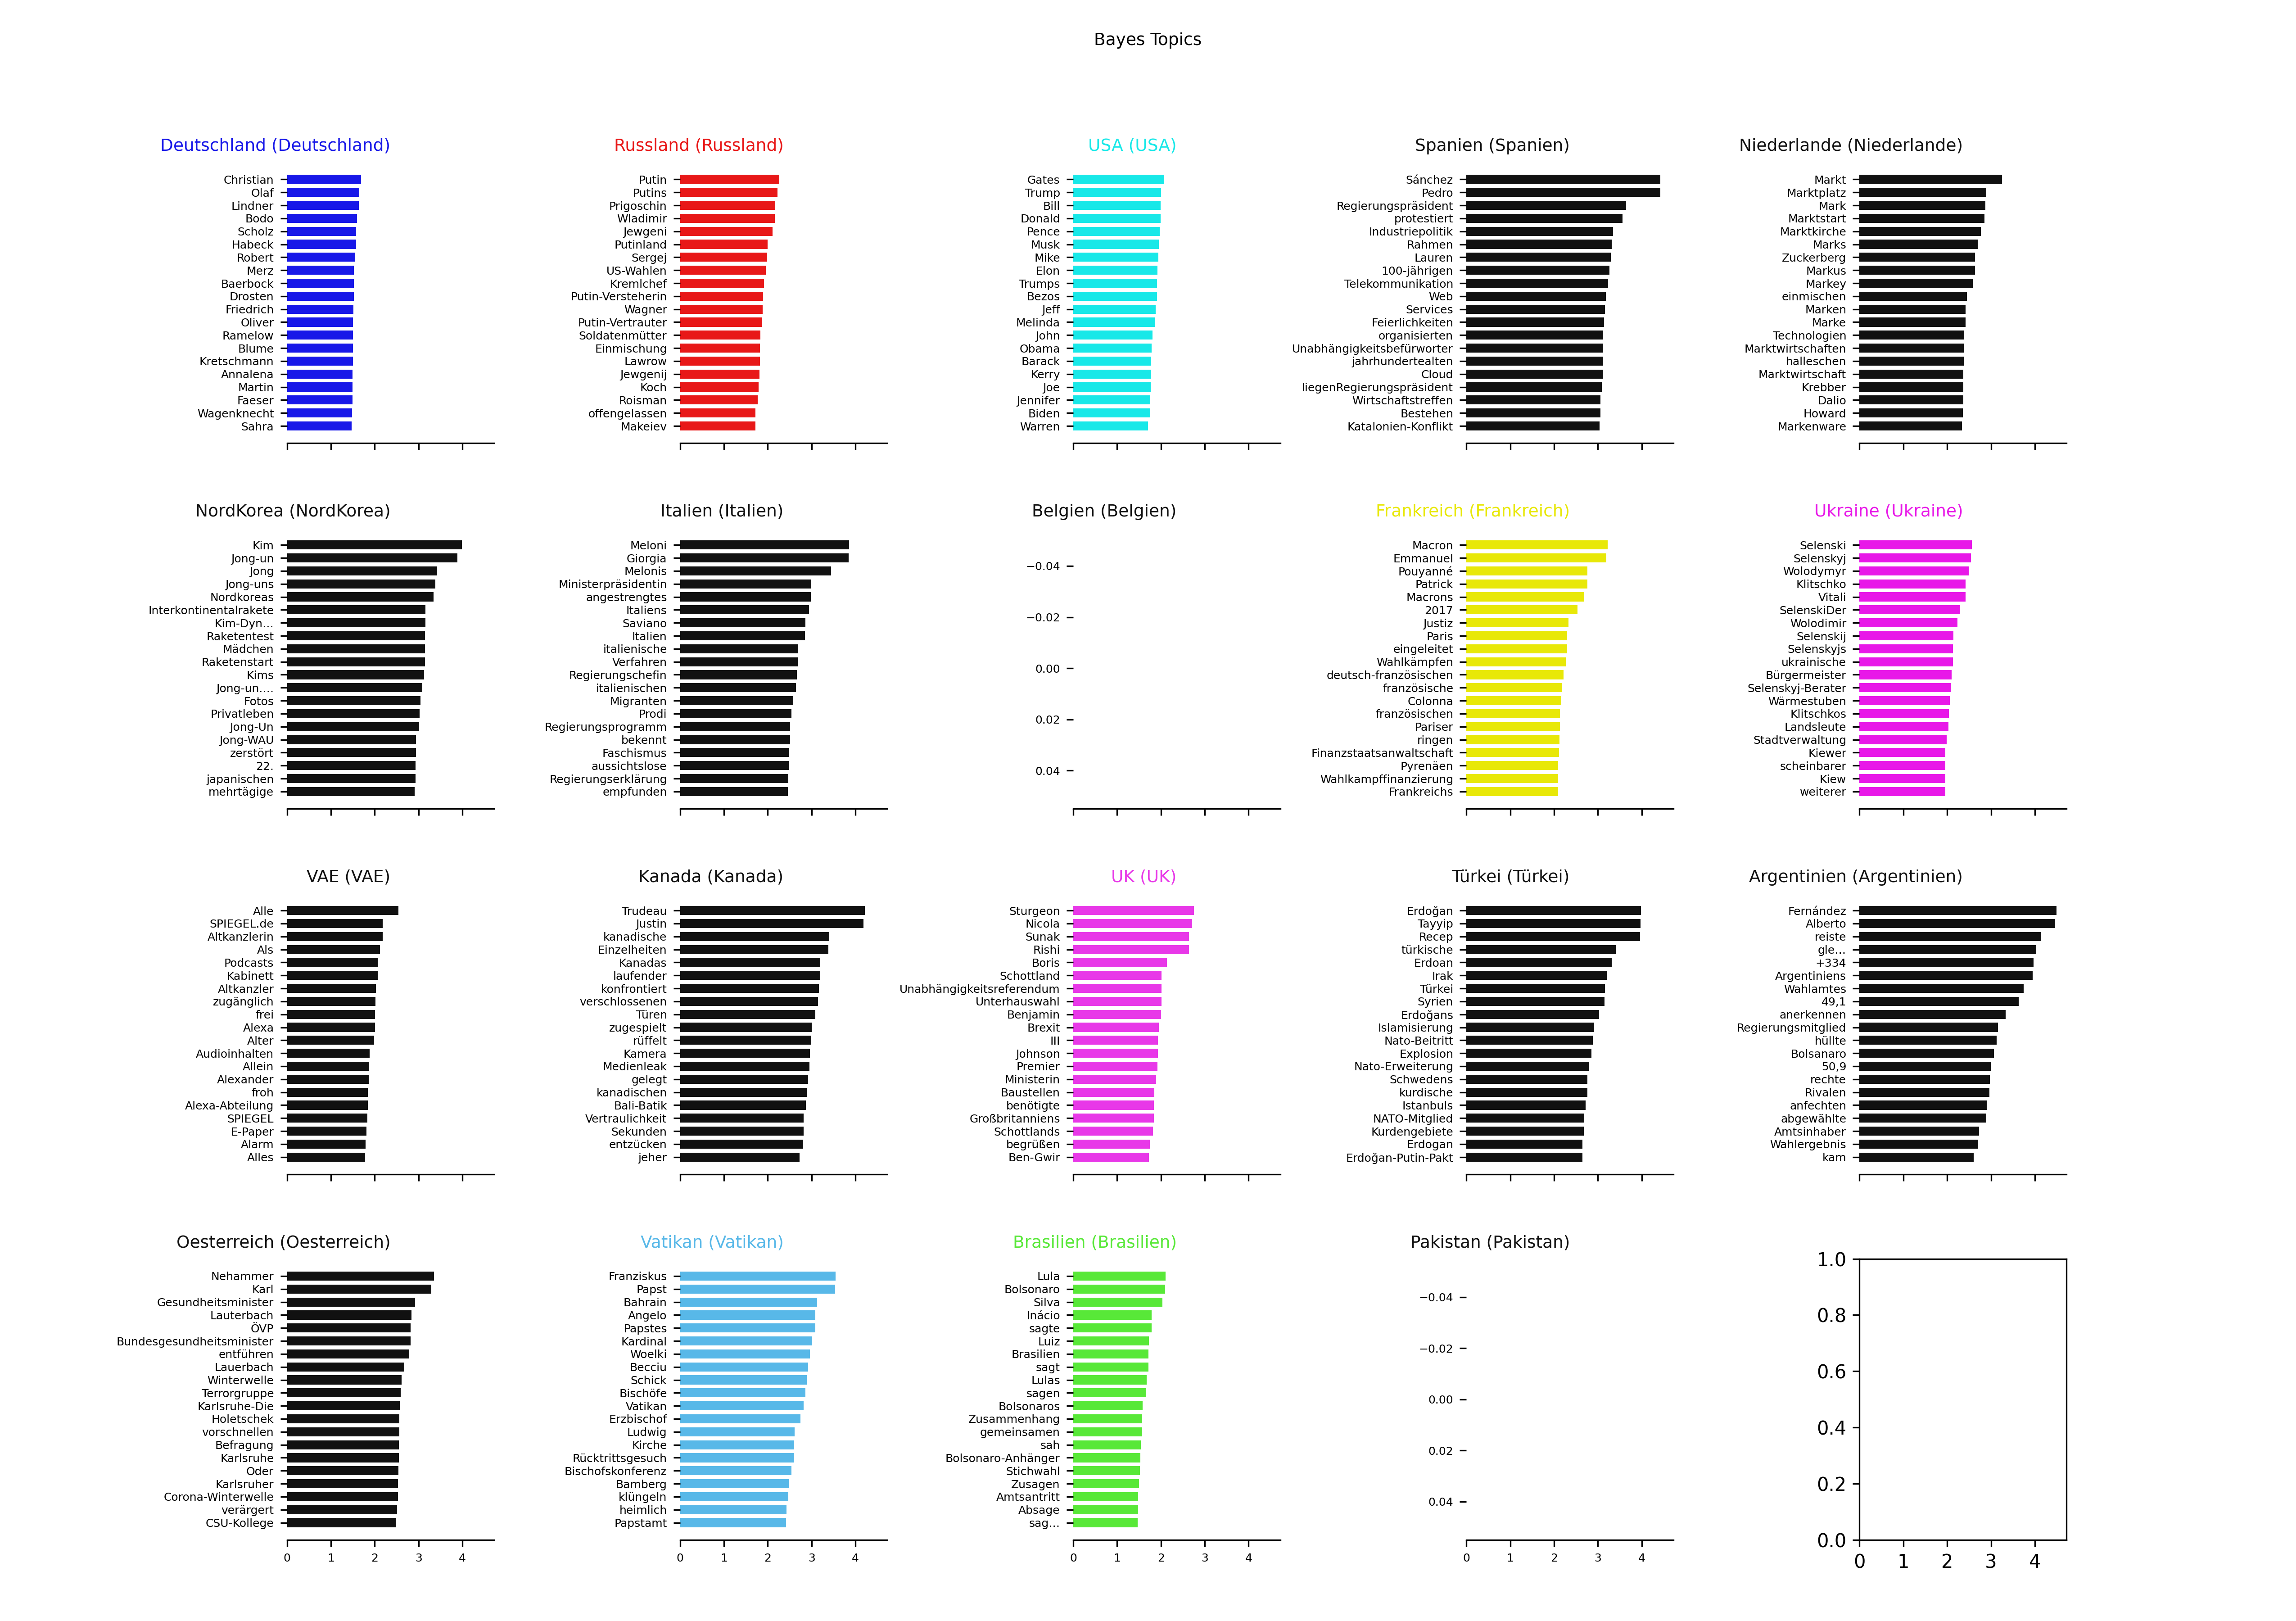 Bayes Topics
Deutschland (Deutschland)
Christian
Olaf
Lindner
Bodo
Scholz
Habeck
Robert
Merz
Baerbock
Drosten
Friedrich
Oliver
Ramelow
Blume
Kretschmann
Annalena
Martin
Faeser
Wagenknecht
Sahra
Russland (Russland)
Putin
Putins
Prigoschin
Wladimir
Jewgeni
Putinland
Sergej
US-Wahlen
Kremlchef
Putin-Versteherin
Wagner
Putin-Vertrauter
Soldatenmütter
Einmischung
Lawrow
Jewgenij
Koch
Roisman
offengelassen
Makeiev
USA (USA)
Gates
Trump
Bill
Donald
Pence
Musk
Mike
Elon
Trumps
Bezos
Jeff
Melinda
John
Obama
Barack
Kerry
Joe
Jennifer
Biden
Warren
Spanien (Spanien)
Sánchez
Pedro
Regierungspräsident
protestiert
Industriepolitik
Rahmen
Lauren
100-jährigen
Telekommunikation
Web
Services
Feierlichkeiten
organisierten
Unabhängigkeitsbefürworter
jahrhundertealten
Cloud
liegenRegierungspräsident
Wirtschaftstreffen
Bestehen
Katalonien-Konflikt
Niederlande (Niederlande)
Markt
Marktplatz
Mark
Marktstart
Marktkirche
Marks
Zuckerberg
Markus
Markey
einmischen
Marken
Marke
Technologien
Marktwirtschaften
halleschen
Marktwirtschaft
Krebber
Dalio
Howard
Markenware
NordKorea (NordKorea)
Kim
Jong-un
Jong
Jong-uns
Nordkoreas
Interkontinentalrakete
Kim-Dyn...
Raketentest
Mädchen
Raketenstart
Kims
Jong-un....
Fotos
Privatleben
Jong-Un
Jong-WAU
zerstört
22.
japanischen
mehrtägige
Italien (Italien)
Meloni
Giorgia
Melonis
Ministerpräsidentin
angestrengtes
Italiens
Saviano
Italien
italienische
Verfahren
Regierungschefin
italienischen
Migranten
Prodi
Regierungsprogramm
bekennt
Faschismus
aussichtslose
Regierungserklärung
empfunden
Belgien (Belgien)
−0.04
−0.02
0.00
0.02
0.04
Frankreich (Frankreich)
Macron
Emmanuel
Pouyanné
Patrick
Macrons
2017
Justiz
Paris
eingeleitet
Wahlkämpfen
deutsch-französischen
französische
Colonna
französischen
Pariser
ringen
Finanzstaatsanwaltschaft
Pyrenäen
Wahlkampffinanzierung
Frankreichs
Ukraine (Ukraine)
Selenski
Selenskyj
Wolodymyr
Klitschko
Vitali
SelenskiDer
Wolodimir
Selenskij
Selenskyjs
ukrainische
Bürgermeister
Selenskyj-Berater
Wärmestuben
Klitschkos
Landsleute
Stadtverwaltung
Kiewer
scheinbarer
Kiew
weiterer
VAE (VAE)
Alle
SPIEGEL.de
Altkanzlerin
Als
Podcasts
Kabinett
Altkanzler
zugänglich
frei
Alexa
Alter
Audioinhalten
Allein
Alexander
froh
Alexa-Abteilung
SPIEGEL
E-Paper
Alarm
Alles
Kanada (Kanada)
Trudeau
Justin
kanadische
Einzelheiten
Kanadas
laufender
konfrontiert
verschlossenen
Türen
zugespielt
rüffelt
Kamera
Medienleak
gelegt
kanadischen
Bali-Batik
Vertraulichkeit
Sekunden
entzücken
jeher
UK (UK)
Sturgeon
Nicola
Sunak
Rishi
Boris
Schottland
Unabhängigkeitsreferendum
Unterhauswahl
Benjamin
Brexit
III
Johnson
Premier
Ministerin
Baustellen
benötigte
Großbritanniens
Schottlands
begrüßen
Ben-Gwir
Türkei (Türkei)
Erdoğan
Tayyip
Recep
türkische
Erdoan
Irak
Türkei
Syrien
Erdoğans
Islamisierung
Nato-Beitritt
Explosion
Nato-Erweiterung
Schwedens
kurdische
Istanbuls
NATO-Mitglied
Kurdengebiete
Erdogan
Erdoğan-Putin-Pakt
Argentinien (Argentinien)
Fernández
Alberto
reiste
gle...
+334
Argentiniens
Wahlamtes
49,1
anerkennen
Regierungsmitglied
hüllte
Bolsanaro
50,9
rechte
Rivalen
anfechten
abgewählte
Amtsinhaber
Wahlergebnis
kam
Oesterreich (Oesterreich)
Nehammer
Karl
Gesundheitsminister
Lauterbach
ÖVP
Bundesgesundheitsminister
entführen
Lauerbach
Winterwelle
Terrorgruppe
Karlsruhe-Die
Holetschek
vorschnellen
Befragung
Karlsruhe
Oder
Karlsruher
Corona-Winterwelle
verärgert
CSU-Kollege
0 1 2 3 4
Vatikan (Vatikan)
Franziskus
Papst
Bahrain
Angelo
Papstes
Kardinal
Woelki
Becciu
Schick
Bischöfe
Vatikan
Erzbischof
Ludwig
Kirche
Rücktrittsgesuch
Bischofskonferenz
Bamberg
klüngeln
heimlich
Papstamt
0 1 2 3 4
Brasilien (Brasilien)
Lula
Bolsonaro
Silva
Inácio
sagte
Luiz
Brasilien
sagt
Lulas
sagen
Bolsonaros
Zusammenhang
gemeinsamen
sah
Bolsonaro-Anhänger
Stichwahl
Zusagen
Amtsantritt
Absage
sag...
0 1 2 3 4
Pakistan (Pakistan)
−0.04
−0.02
0.00
0.02
0.04
0 1 2 3 4
1.0
0.8
0.6
0.4
0.2
0.0
0 1 2 3 4